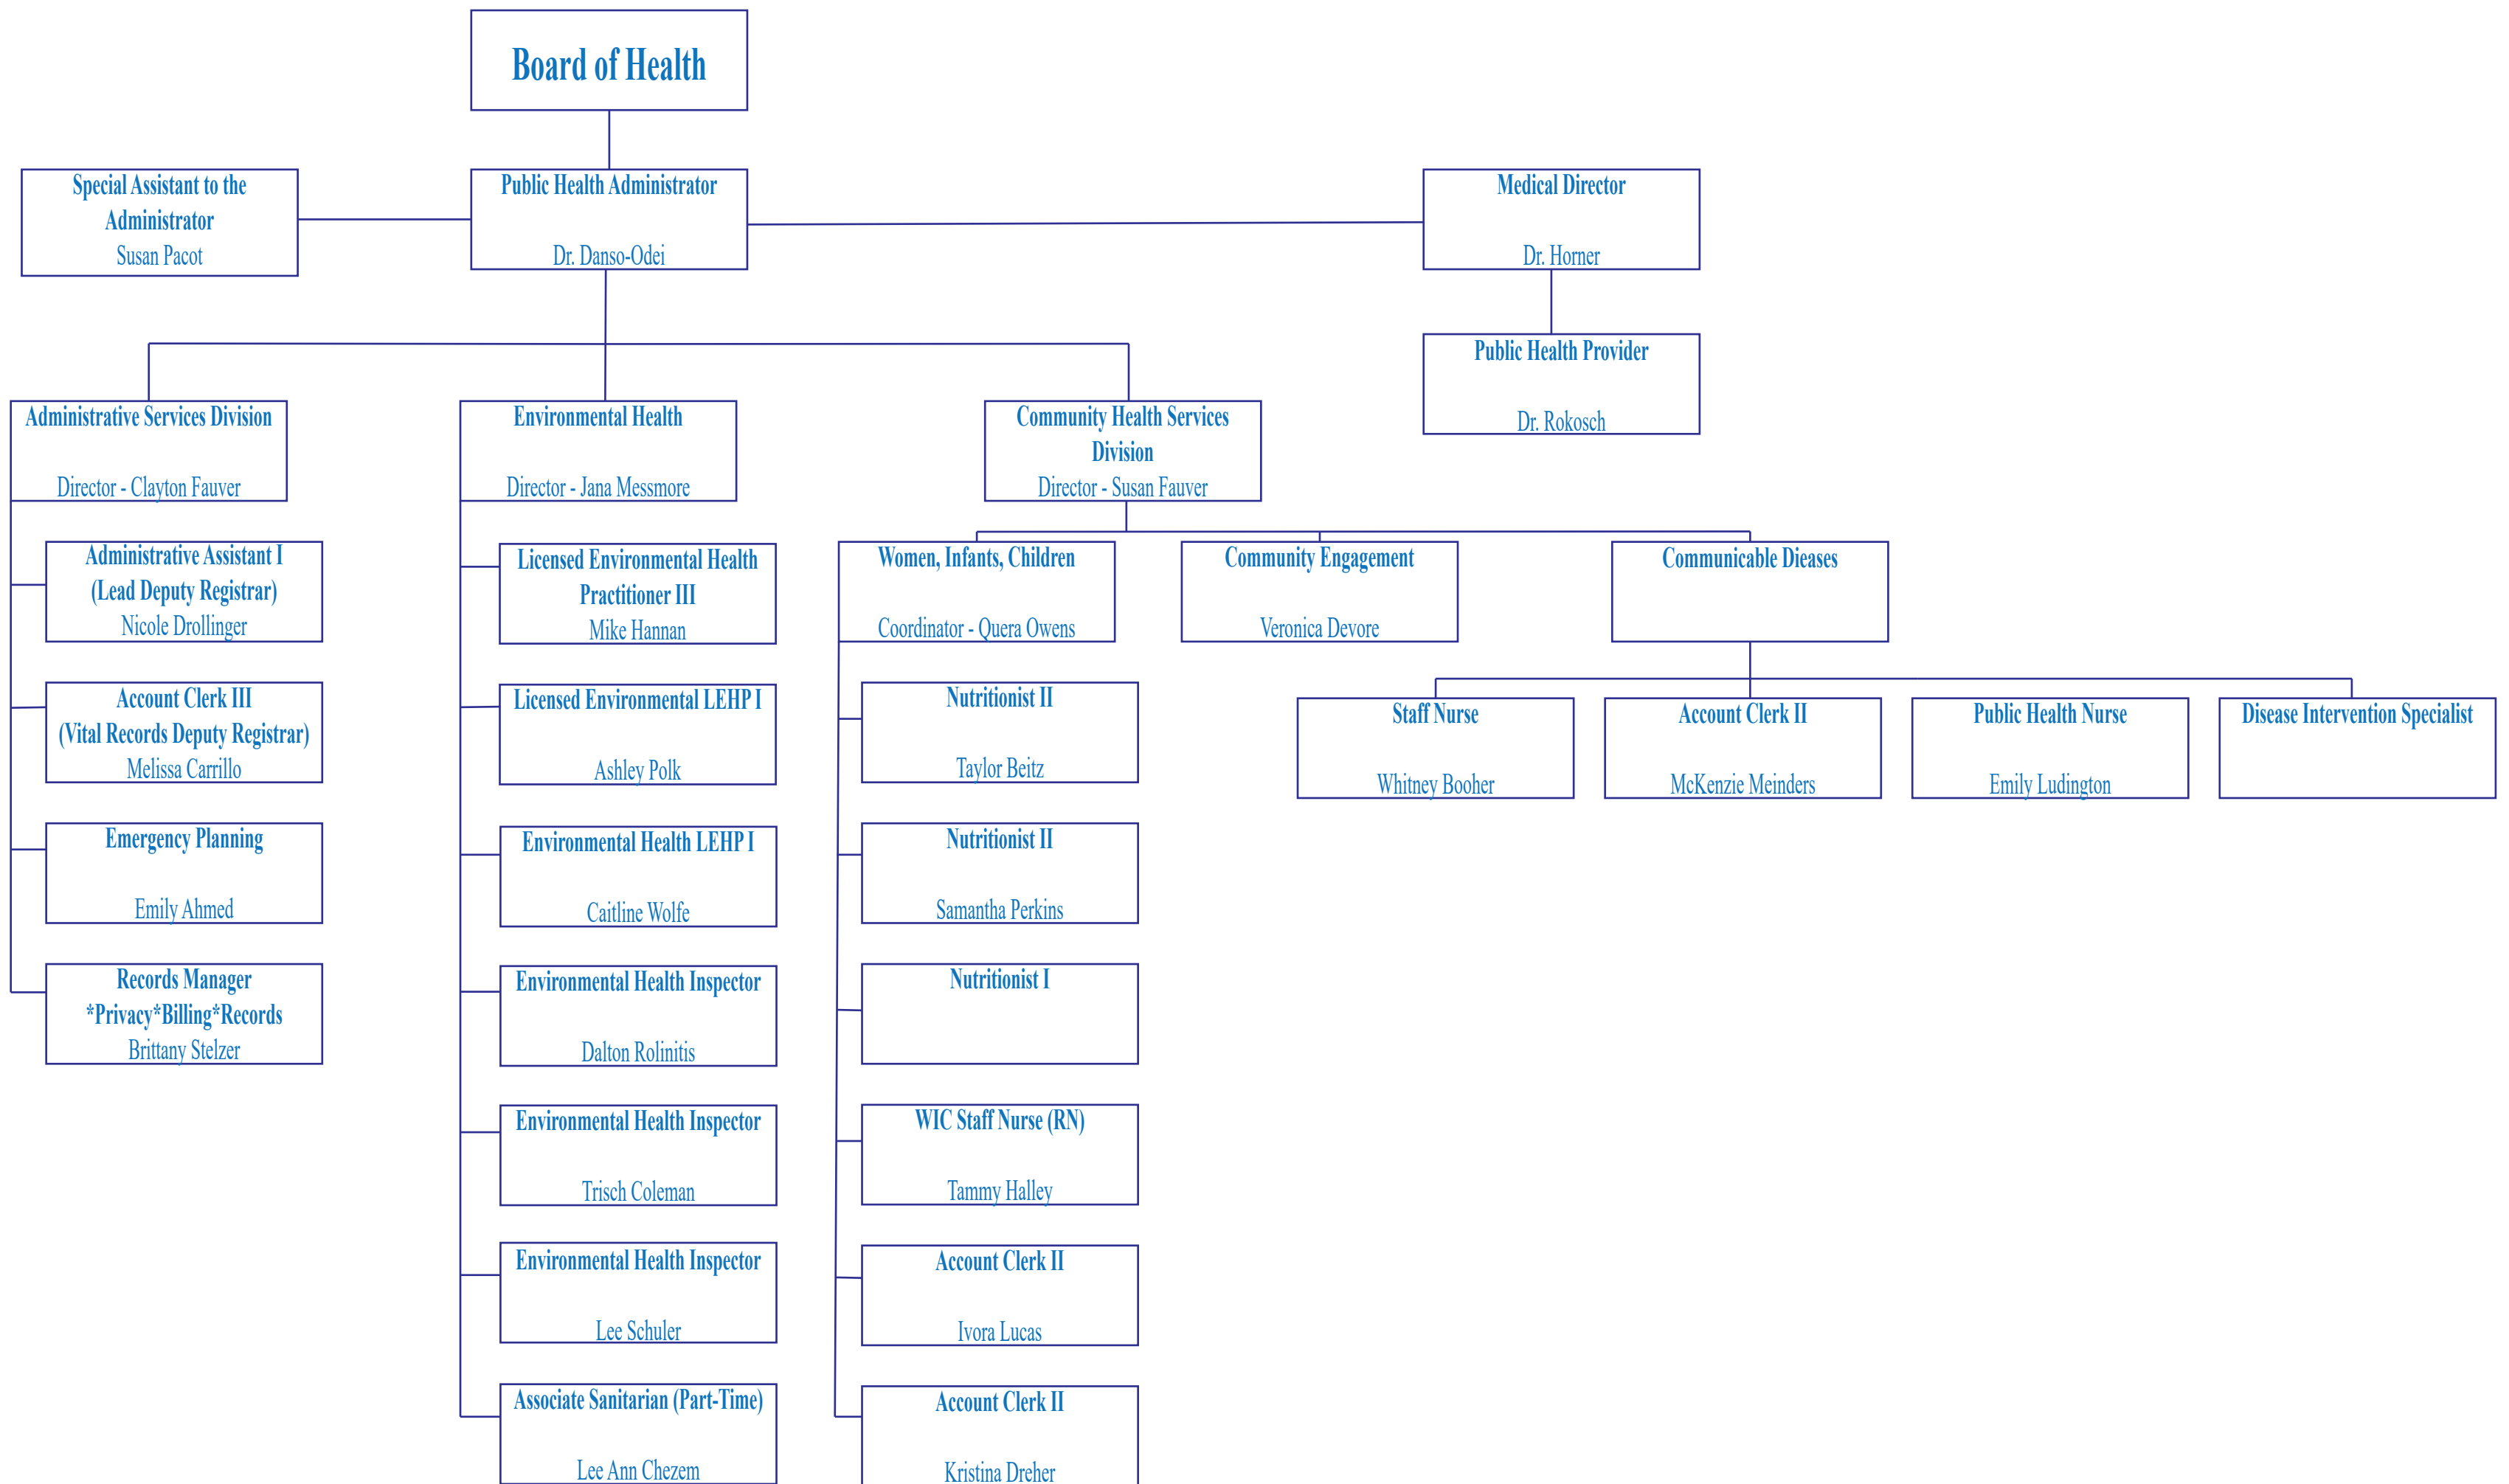 Board of Health
Special Assistant to the
Administrator
Susan Pacot
Public Health Administrator
Dr. Danso-Odei
Medical Director
Dr. Horner
Public Health Provider
Dr. Rokosch
Administrative Services Division
Director - Clayton Fauver
Administrative Assistant I
(Lead Deputy Registrar)
Nicole Drollinger
Account Clerk III
(Vital Records Deputy Registrar)
Melissa Carrillo
Emergency Planning
Emily Ahmed
Records Manager
*Privacy*Billing*Records
Brittany Stelzer
Environmental Health
Director - Jana Messmore
Licensed Environmental Health
Practitioner III
Mike Hannan
Licensed Environmental LEHP I
Ashley Polk
Environmental Health LEHP I
Caitline Wolfe
Environmental Health Inspector
Dalton Rolinitis
Environmental Health Inspector
Trisch Coleman
Environmental Health Inspector
Lee Schuler
Associate Sanitarian (Part-Time)
Lee Ann Chezem
Community Health Services
Division
Director - Susan Fauver
Women, Infants, Children
Coordinator - Quera Owens
Nutritionist II
Taylor Beitz
Nutritionist II
Samantha Perkins
Nutritionist I
WIC Staff Nurse (RN)
Tammy Halley
Account Clerk II
Ivora Lucas
Account Clerk II
Kristina Dreher
Community Engagement
Veronica Devore
Communicable Dieases
Staff Nurse
Whitney Booher
Account Clerk II
McKenzie Meinders
Public Health Nurse
Emily Ludington
Disease Intervention Specialist